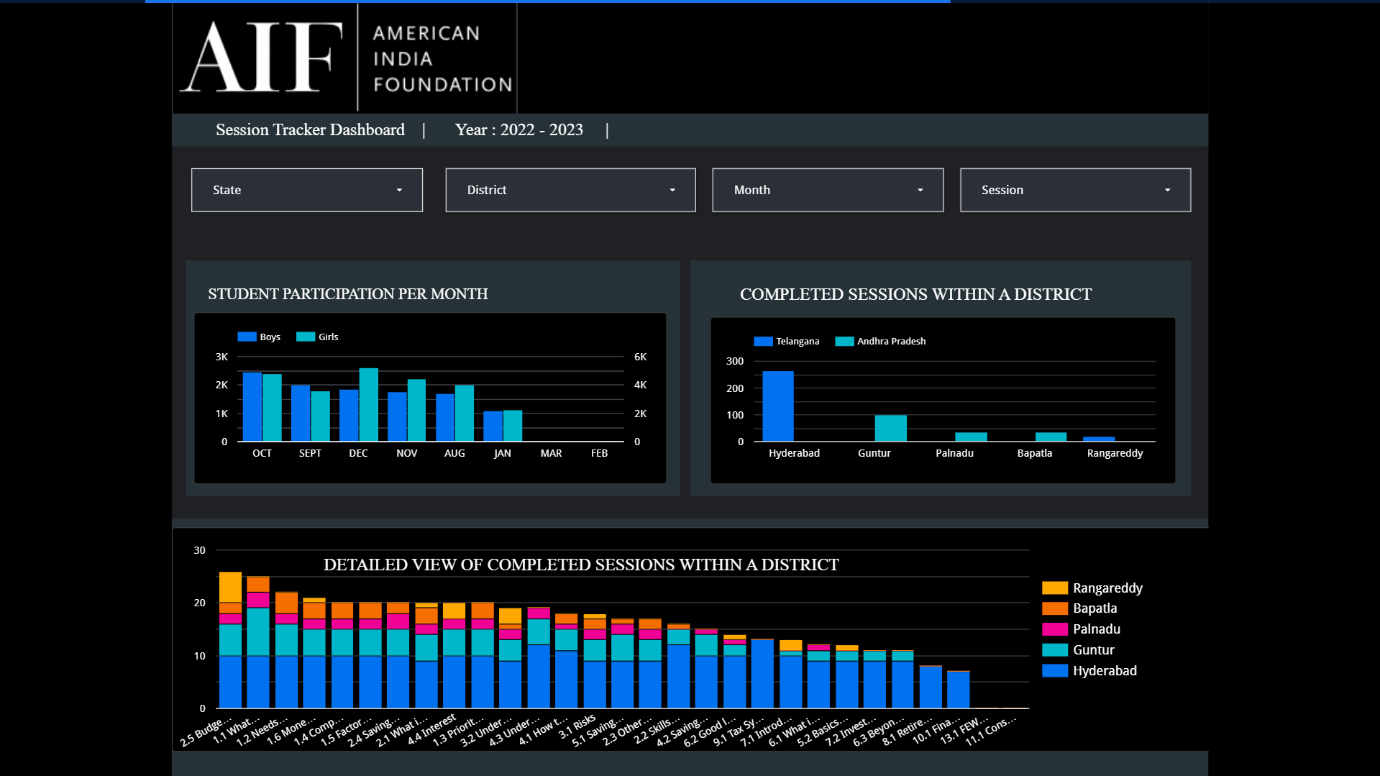 AIF
AMERICAN
INDIA
FOUNDATION
Session Tracker Dashboard | Year : 2022 - 2023 |
State
District
Month
Session
STUDENT PARTICIPATION PER MONTH
Boys Girls
3K 6K
2K 4K
1K 2K
0 0
OCT SEPT DEC NOV AUG JAN MAR FEB
COMPLETED SESSIONS WITHIN A DISTRICT
Telangana Andhra Pradesh
300
200
100
0
Hyderabad Guntur Palnadu Bapatla Rangareddy
DETAILED VIEW OF COMPLETED SESSIONS WITHIN A DISTRICT
30
20
10
0
2.5 Budge...
1.1 What...
1.2 Needs...
1.6 Mone...
1.4 Comp...
1.5 Factor...
2.4 Saving...
2.1 What i...
4.4 Interest
1.3 Priorit...
3.2 Under...
4.3 Under...
4.1 How t...
3.1 Risks
5.1 Saving...
2.3 Other...
2.2 Skills...
4.2 Saving...
6.2 Good I...
9.1 Tax Sy...
7.1 Introd...
6.1 What i...
5.2 Basics...
7.2 Invest...
6.3 Beyon...
8.1 Retire...
10.1 Fina...
13.1 FEW...
11.1 Cons...
Rangareddy
Bapatla
Palnadu
Guntur
Hyderabad